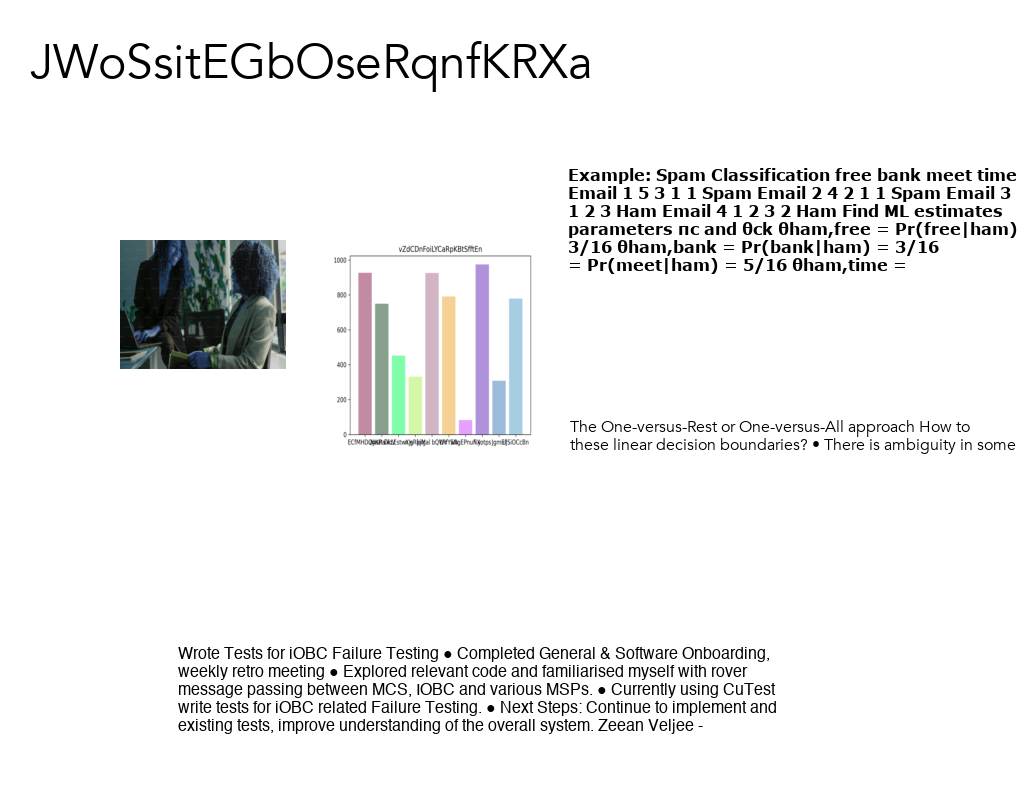 JWoSsitEGbOseRqnfKRXa
Example: Spam Classification free bank meet time
Email 1 5 3 1 1 Spam Email 2 4 2 1 1 Spam Email 3
1 2 3 Ham Email 4 1 2 3 2 Ham Find ML estimates
parameters πc and θck θham,free = Pr(free|ham)
3/16 θham,bank = Pr(bank|ham) = 3/16
= Pr(meet|ham) = 5/16 θham,time =
vZdCDnFoiLYCaRpKBtSfftEn
1000
800
600
400
200
0
The One-versus-Rest or One-versus-All approach How to
these linear decision boundaries? • There is ambiguity in some
Wrote Tests for iOBC Failure Testing ● Completed General & Software Onboarding,
weekly retro meeting ● Explored relevant code and familiarised myself with rover
message passing between MCS, IOBC and various MSPs. ● Currently using CuTest
write tests for iOBC related Failure Testing. ● Next Steps: Continue to implement and
existing tests, improve understanding of the overall system. Zeean Veljee -